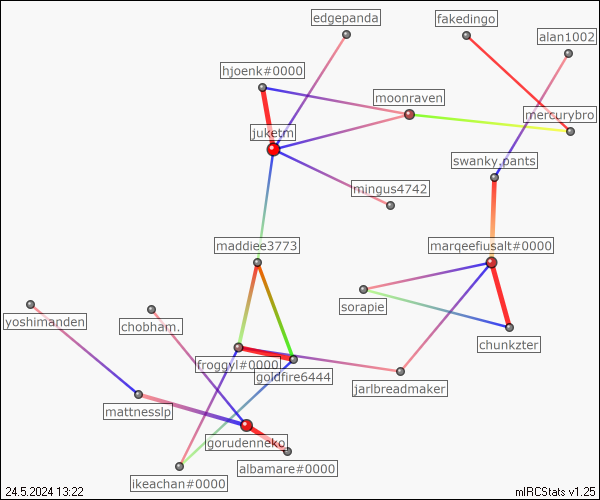 edgepanda
fakedingo
alan1002
hjoenk#0000
moonraven
mercurybro
juketm
swanky.pants
mingus4742
maddiee3773
marqeefiusalt#0000
sorapie
yoshimanden
chobham.
chunkzter
froggyl#0000
goldfire6444
jarlbreadmaker
mattnesslp
gorudenneko
albamare#0000
ikeachan#0000
24.5.2024 13:22
mIRCStats v1.25